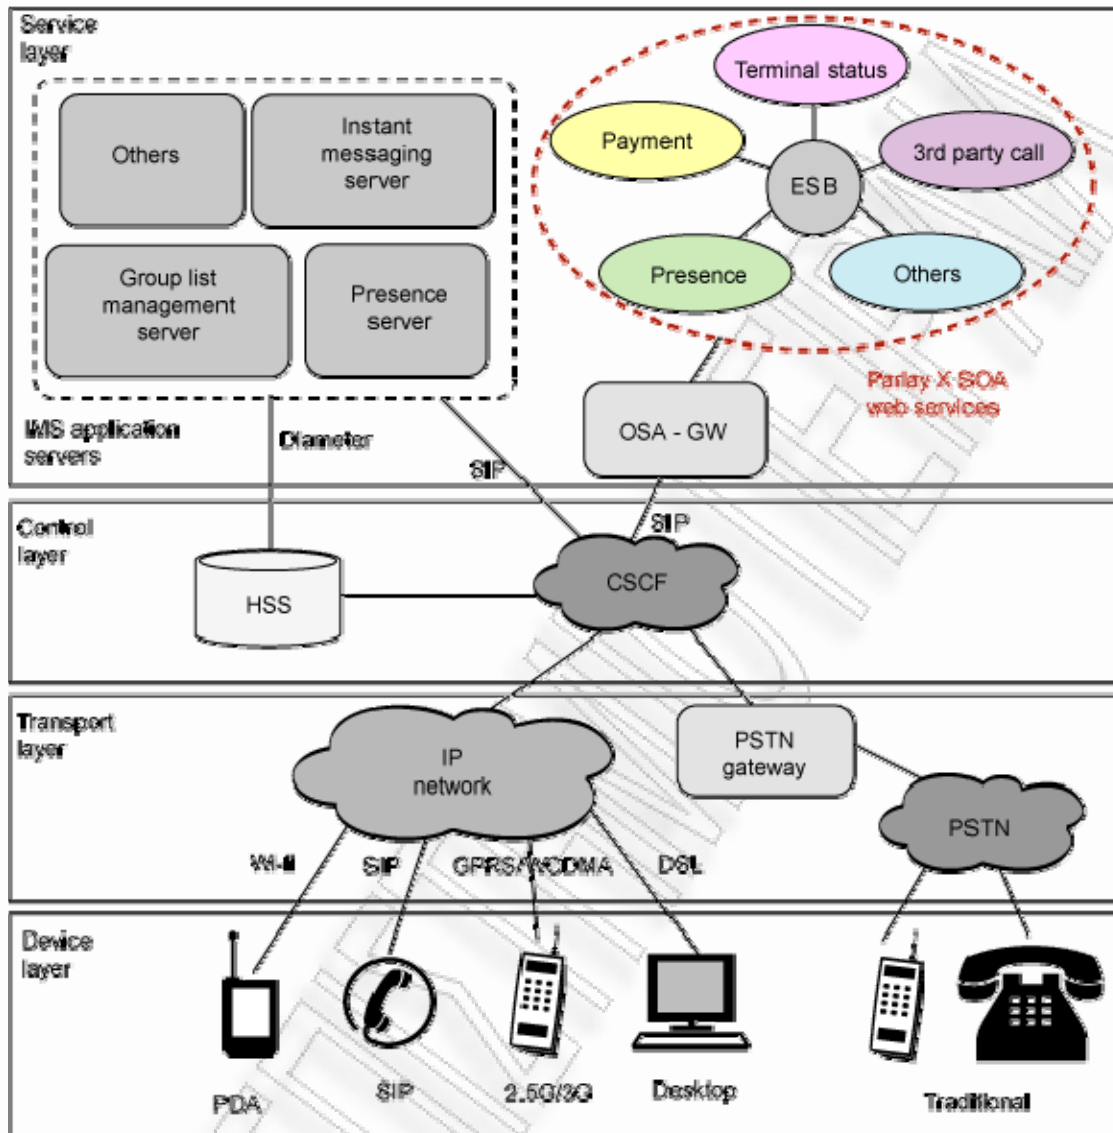 Service
layer
Terminal status
Payment
3rd party call
ESB
Presence
Others
Others
Instant
messaging
server
Group list
management
server
Presence
server
Parlay X SOA
web services
IMS application
servers
Diameter
SIP
OSA - GW
Control
layer
SIP
HSS
CSCF
Transport
layer
IP
network
PSTN
gateway
PSTN
Wi-fi
SIP
GPRS/WCDMA
DSL
Device
layer
PDA
SIP
2.5G/3G
Desktop
Traditional